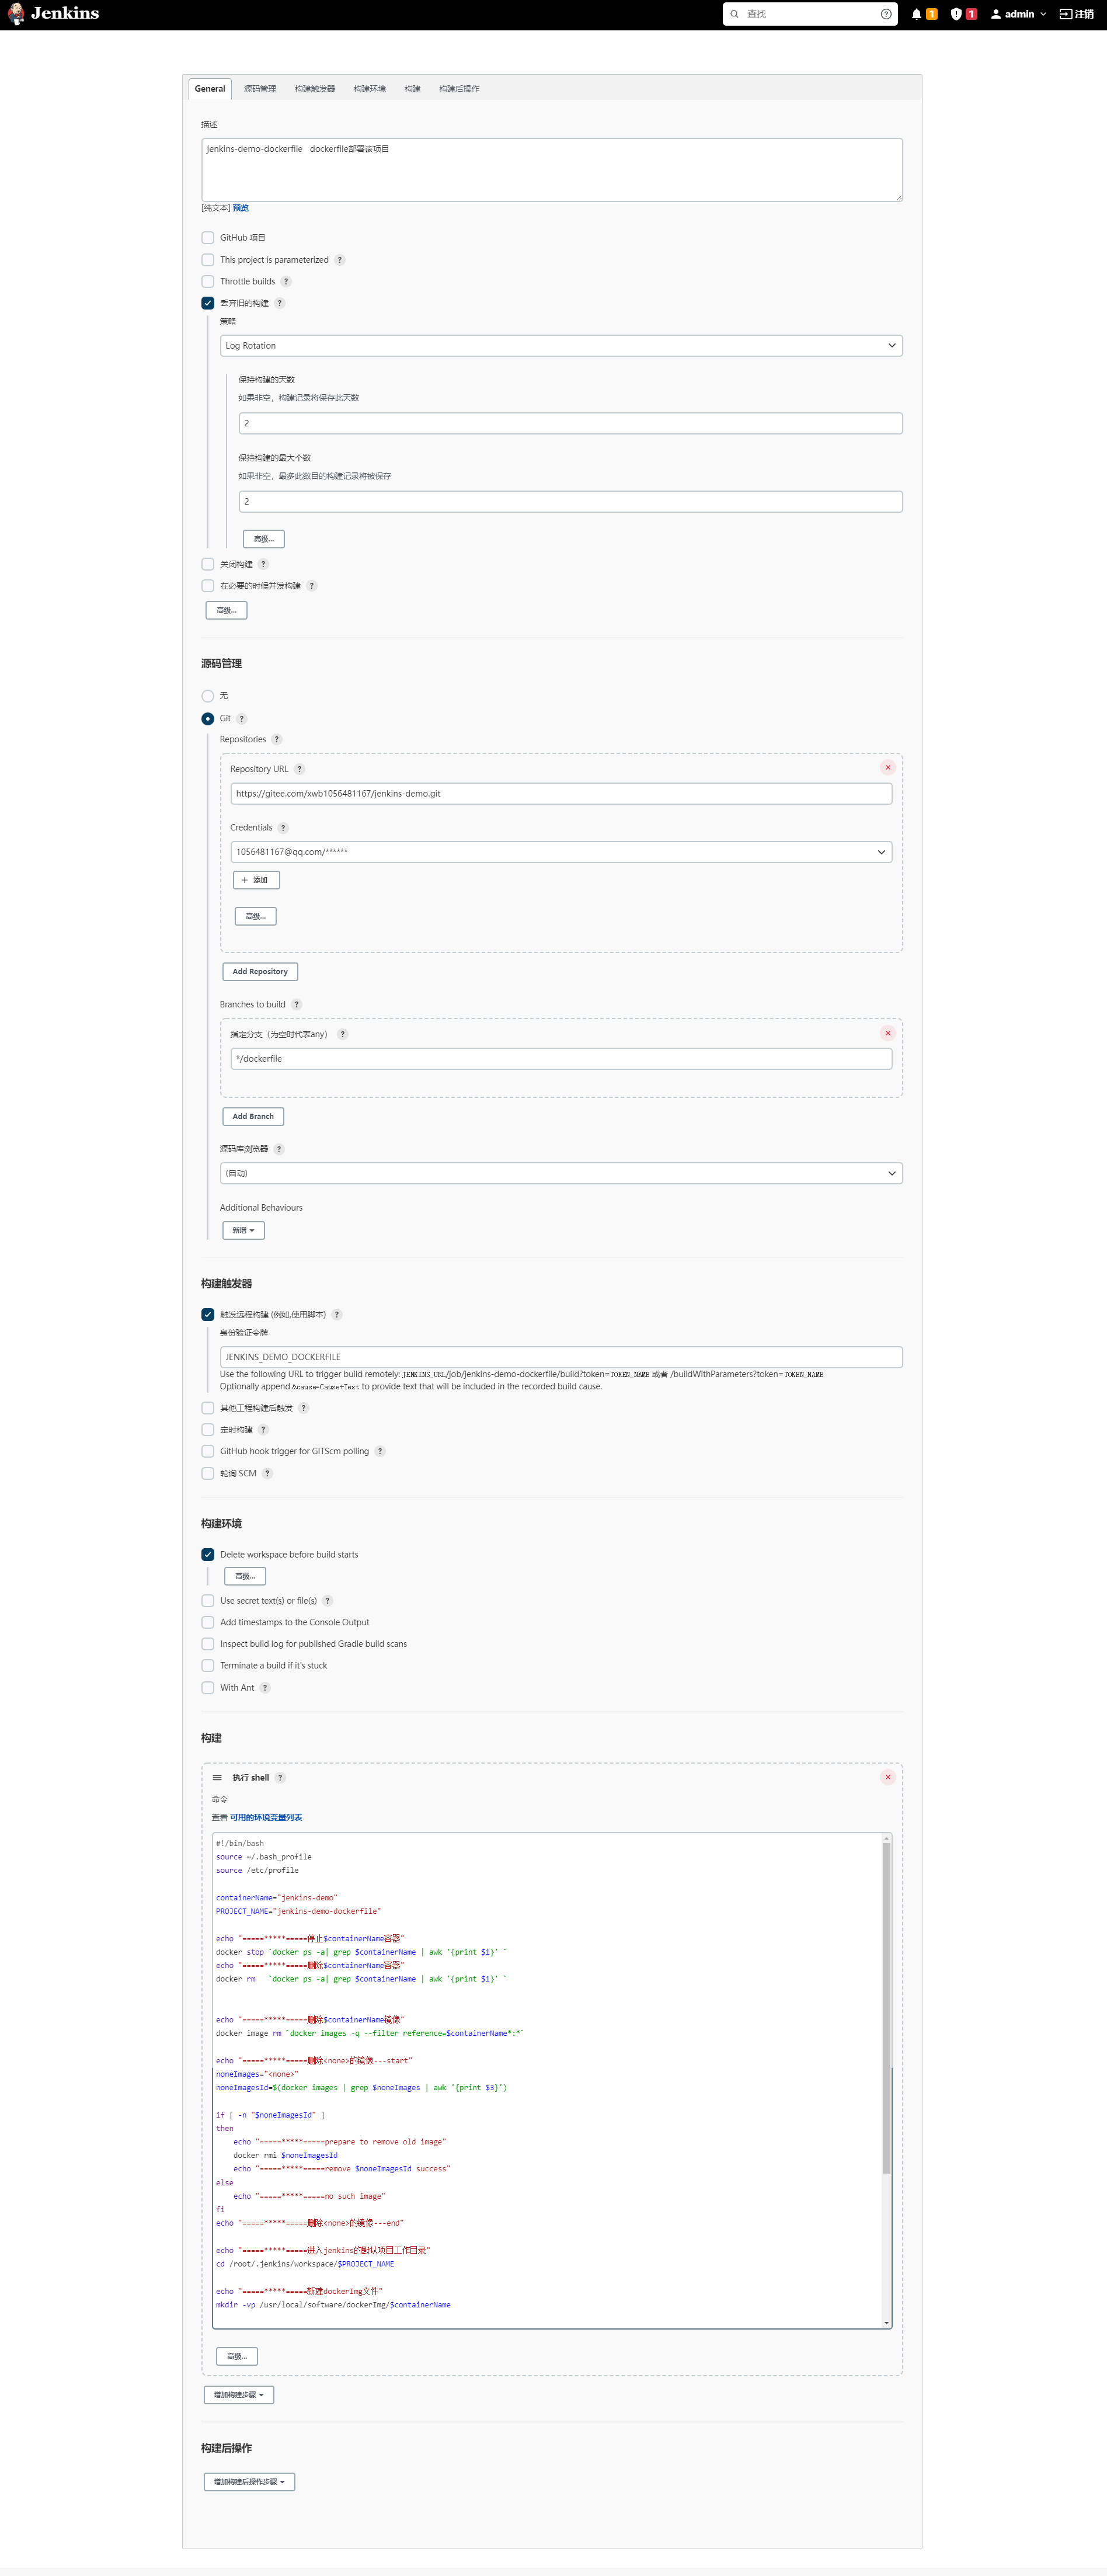 Jenkins
查找
1
1
admin
注销
General
源码管理
构建触发器
构建环境
构建
构建后操作
描述
jenkins-demo-dockerfile   dockerfile部署该项目
[纯文本] 预览
GitHub 项目
This project is parameterized ?
Throttle builds ?
丢弃旧的构建 ?
策略
Log Rotation
保持构建的天数
如果非空，构建记录将保存此天数
2
保持构建的最大个数
如果非空，最多此数目的构建记录将被保存
2
高级...
关闭构建 ?
在必要的时候并发构建 ?
高级...
源码管理
无
Git ?
Repositories ?
Repository URL ?
https://gitee.com/xwb1056481167/jenkins-demo.git
Credentials ?
1056481167@qq.com/******
添加
高级...
Add Repository
Branches to build ?
指定分支（为空时代表any） ?
*/dockerfile
Add Branch
源码库浏览器 ?
(自动)
Additional Behaviours
新增
构建触发器
触发远程构建 (例如,使用脚本) ?
身份验证令牌
JENKINS_DEMO_DOCKERFILE
Use the following URL to trigger build remotely: JENKINS_URL/job/jenkins-demo-dockerfile/build?token=TOKEN_NAME 或者 /buildWithParameters?token=TOKEN_NAME
Optionally append &cause=Cause+Text to provide text that will be included in the recorded build cause.
其他工程构建后触发 ?
定时构建 ?
GitHub hook trigger for GITScm polling ?
轮询 SCM ?
构建环境
Delete workspace before build starts
高级...
Use secret text(s) or file(s) ?
Add timestamps to the Console Output
Inspect build log for published Gradle build scans
Terminate a build if it's stuck
With Ant ?
构建
执行 shell ?
命令
查看 可用的环境变量列表
#!/bin/bash
source ~/.bash_profile
source /etc/profile
containerName="jenkins-demo"
PROJECT_NAME="jenkins-demo-dockerfile"
echo "=====*****=====停止$containerName容器"
docker stop `docker ps -a| grep $containerName | awk '{print $1}' `
echo "=====*****=====删除$containerName容器"
docker rm   `docker ps -a| grep $containerName | awk '{print $1}' `
echo "=====*****=====删除$containerName镜像"
docker image rm `docker images -q --filter reference=$containerName*:*`
echo "=====*****=====删除<none>的镜像---start"
noneImages="<none>"
noneImagesId=$(docker images | grep $noneImages | awk '{print $3}')
if [ -n "$noneImagesId" ]
then
    echo "=====*****=====prepare to remove old image"
    docker rmi $noneImagesId
    echo "=====*****=====remove $noneImagesId success"
else
    echo "=====*****=====no such image"
fi
echo "=====*****=====删除<none>的镜像---end"
echo "=====*****=====进入jenkins的默认项目工作目录"
cd /root/.jenkins/workspace/$PROJECT_NAME
echo "=====*****=====新建dockerImg文件"
mkdir -vp /usr/local/software/dockerImg/$containerName
高级...
增加构建步骤
构建后操作
增加构建后操作步骤